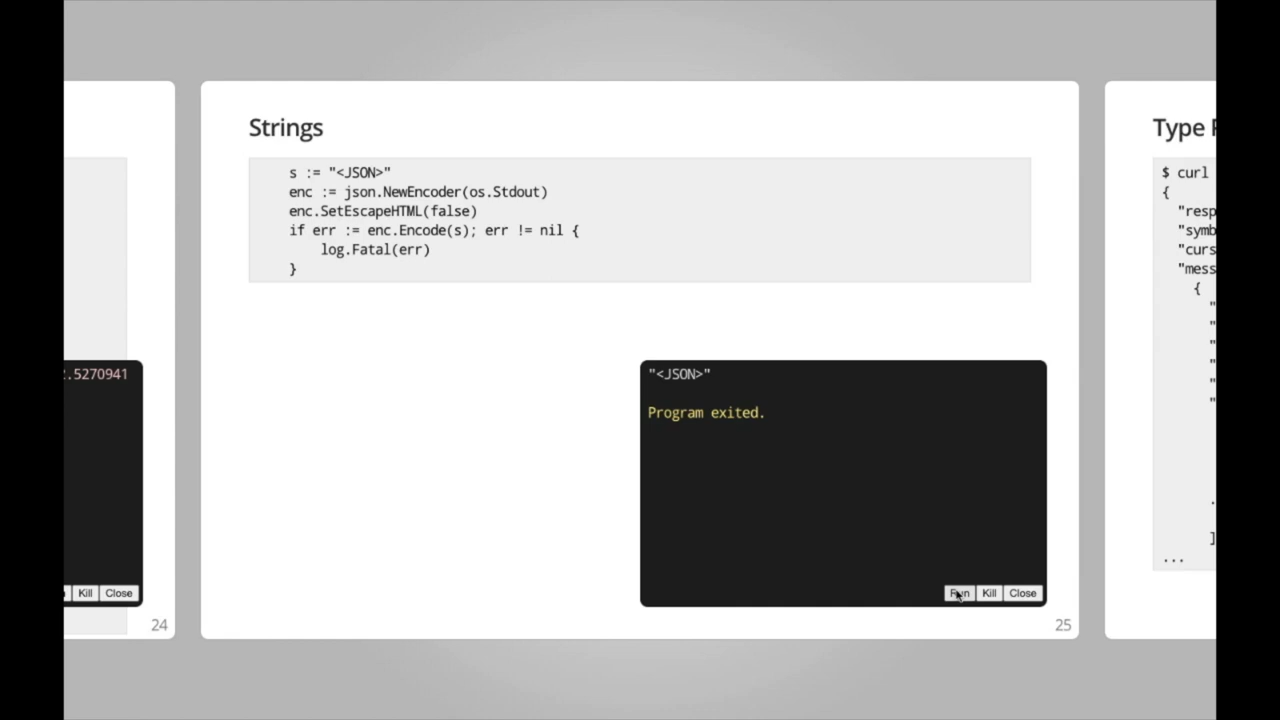 .5270941
Kill
Close
24
Strings
s := "<JSON>"
enc := json.NewEncoder(os.Stdout)
enc.SetEscapeHTML(false)
if err := enc.Encode(s); err != nil {
log.Fatal(err)
}
"<JSON>"
Program exited.
Run
Kill
Close
25
Type
$ curl
{
"resp
"symb
"curs
"mess
{
"
"
"
"
"
"
.
]
...